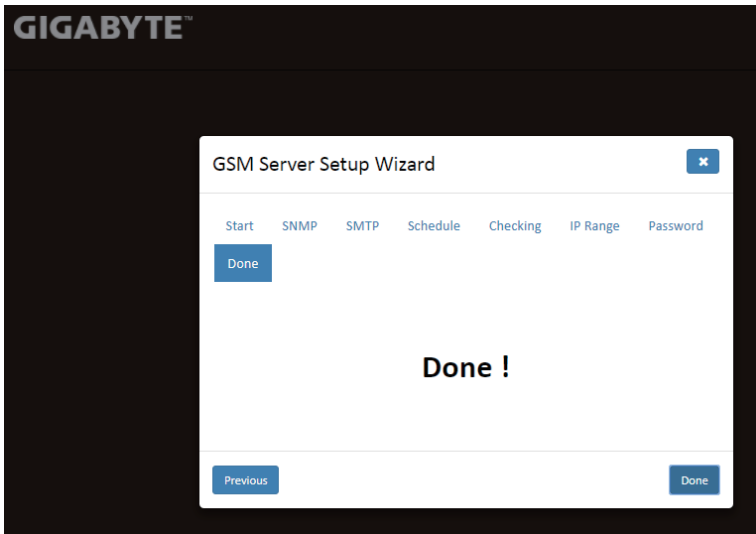 GIGABYTE™
GSM Server Setup Wizard
Start SNMP SMTP Schedule Checking IP Range Password
Done
Done !
Previous Done